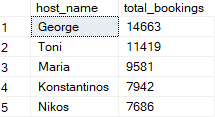 host_name total_bookings
1 George 14663
2 Toni 11419
3 Maria 9581
4 Konstantinos 7942
5 Nikos 7686